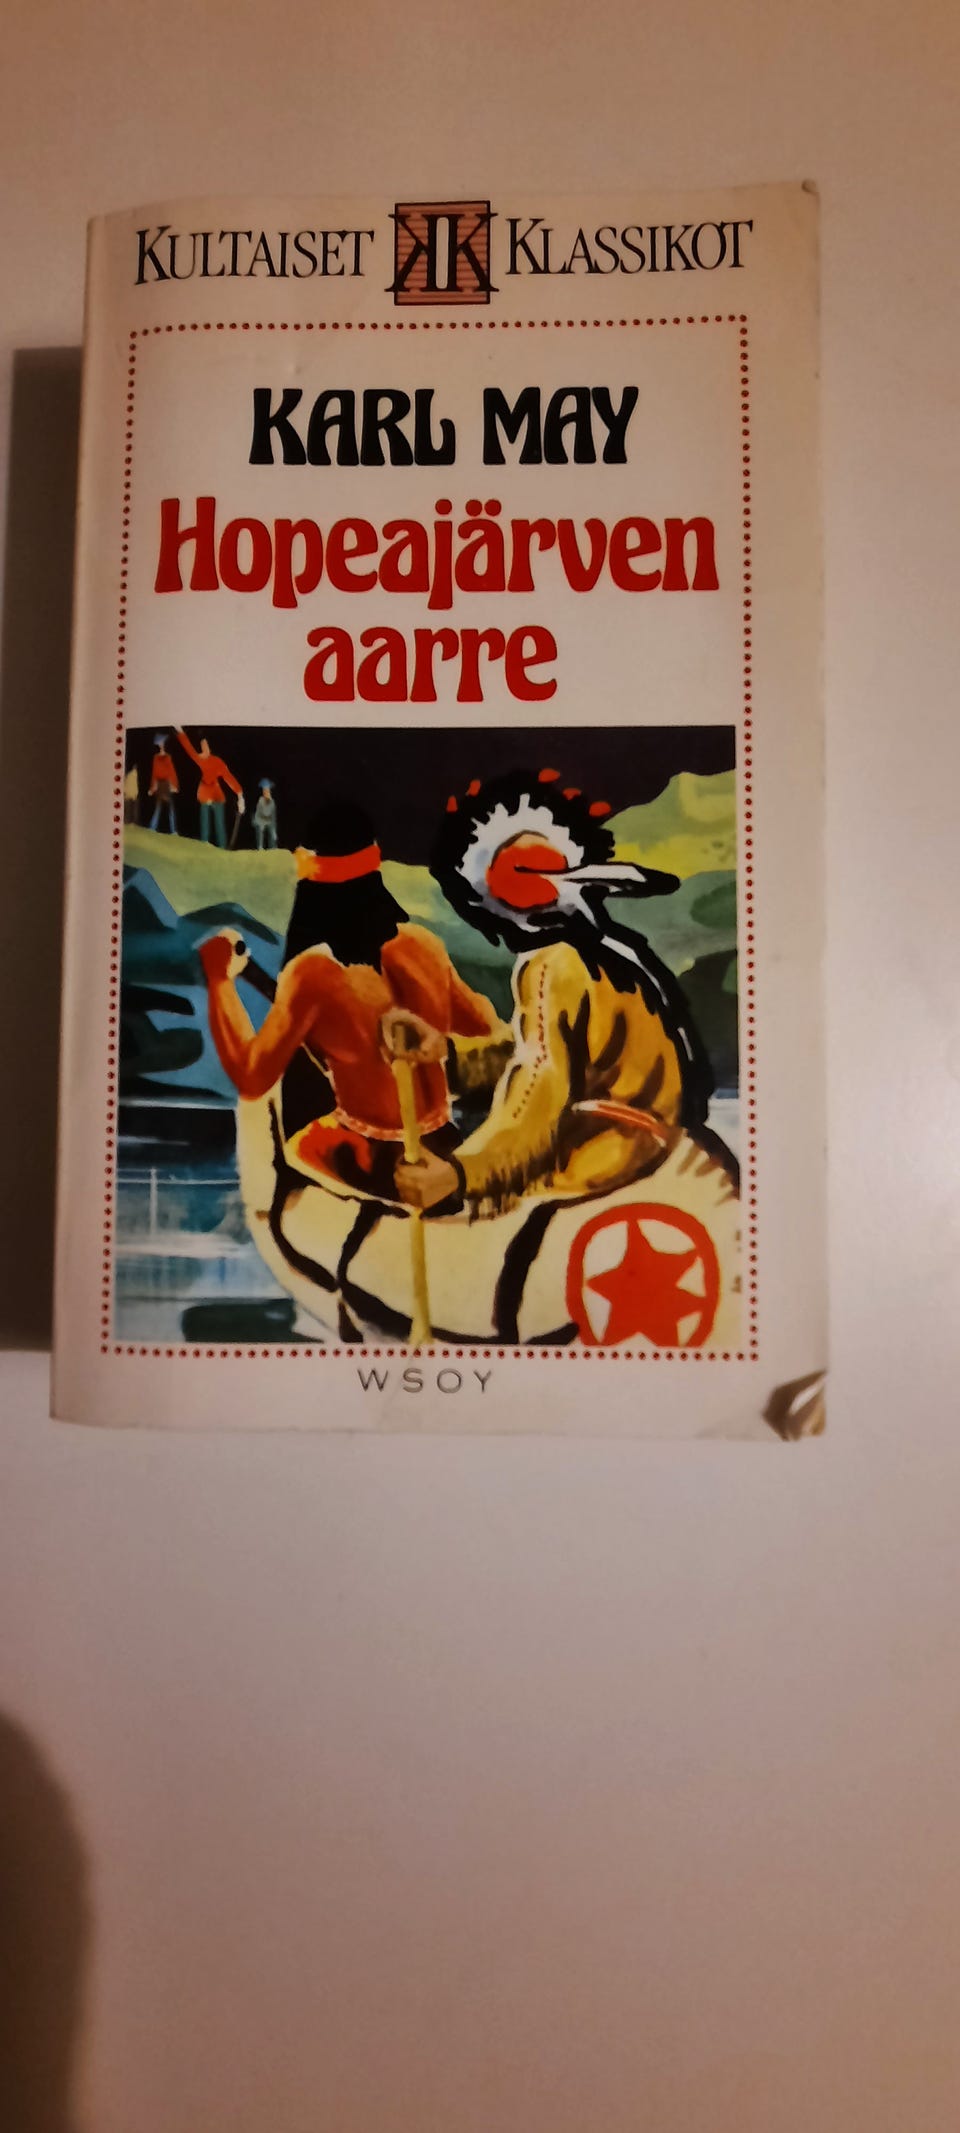 KULTAISET KK KLASSIKOT
KARL MAY
Hopeajärven
aarre
WSOY